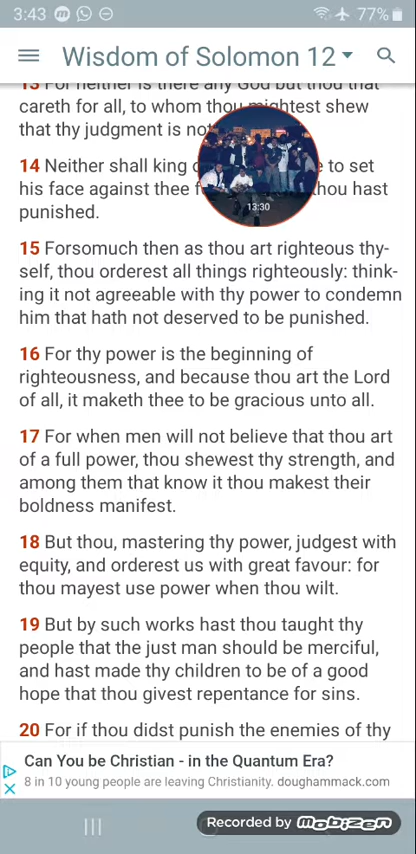 3:43
77%
Wisdom of Solomon 12
13 For neither is there any God but thou that
careth for all, to whom thou mightest shew
that thy judgment is not
14 Neither shall king to set
his face against thee thou hast
punished.
15 Forsomuch then as thou art righteous thy-
self, thou orderest all things righteously: think-
ing it not agreeable with thy power to condemn
him that hath not deserved to be punished.
16 For thy power is the beginning of
righteousness, and because thou art the Lord
of all, it maketh thee to be gracious unto all.
17 For when men will not believe that thou art
of a full power, thou shewest thy strength, and
among them that know it thou makest their
boldness manifest.
18 But thou, mastering thy power, judgest with
equity, and orderest us with great favour: for
thou mayest use power when thou wilt.
19 But by such works hast thou taught thy
people that the just man should be merciful,
and hast made thy children to be of a good
hope that thou givest repentance for sins.
20 For if thou didst punish the enemies of thy
13:30
Can You be Christian - in the Quantum Era?
8 in 10 young people are leaving Christianity. doughammack.com
Recorded by mobizen